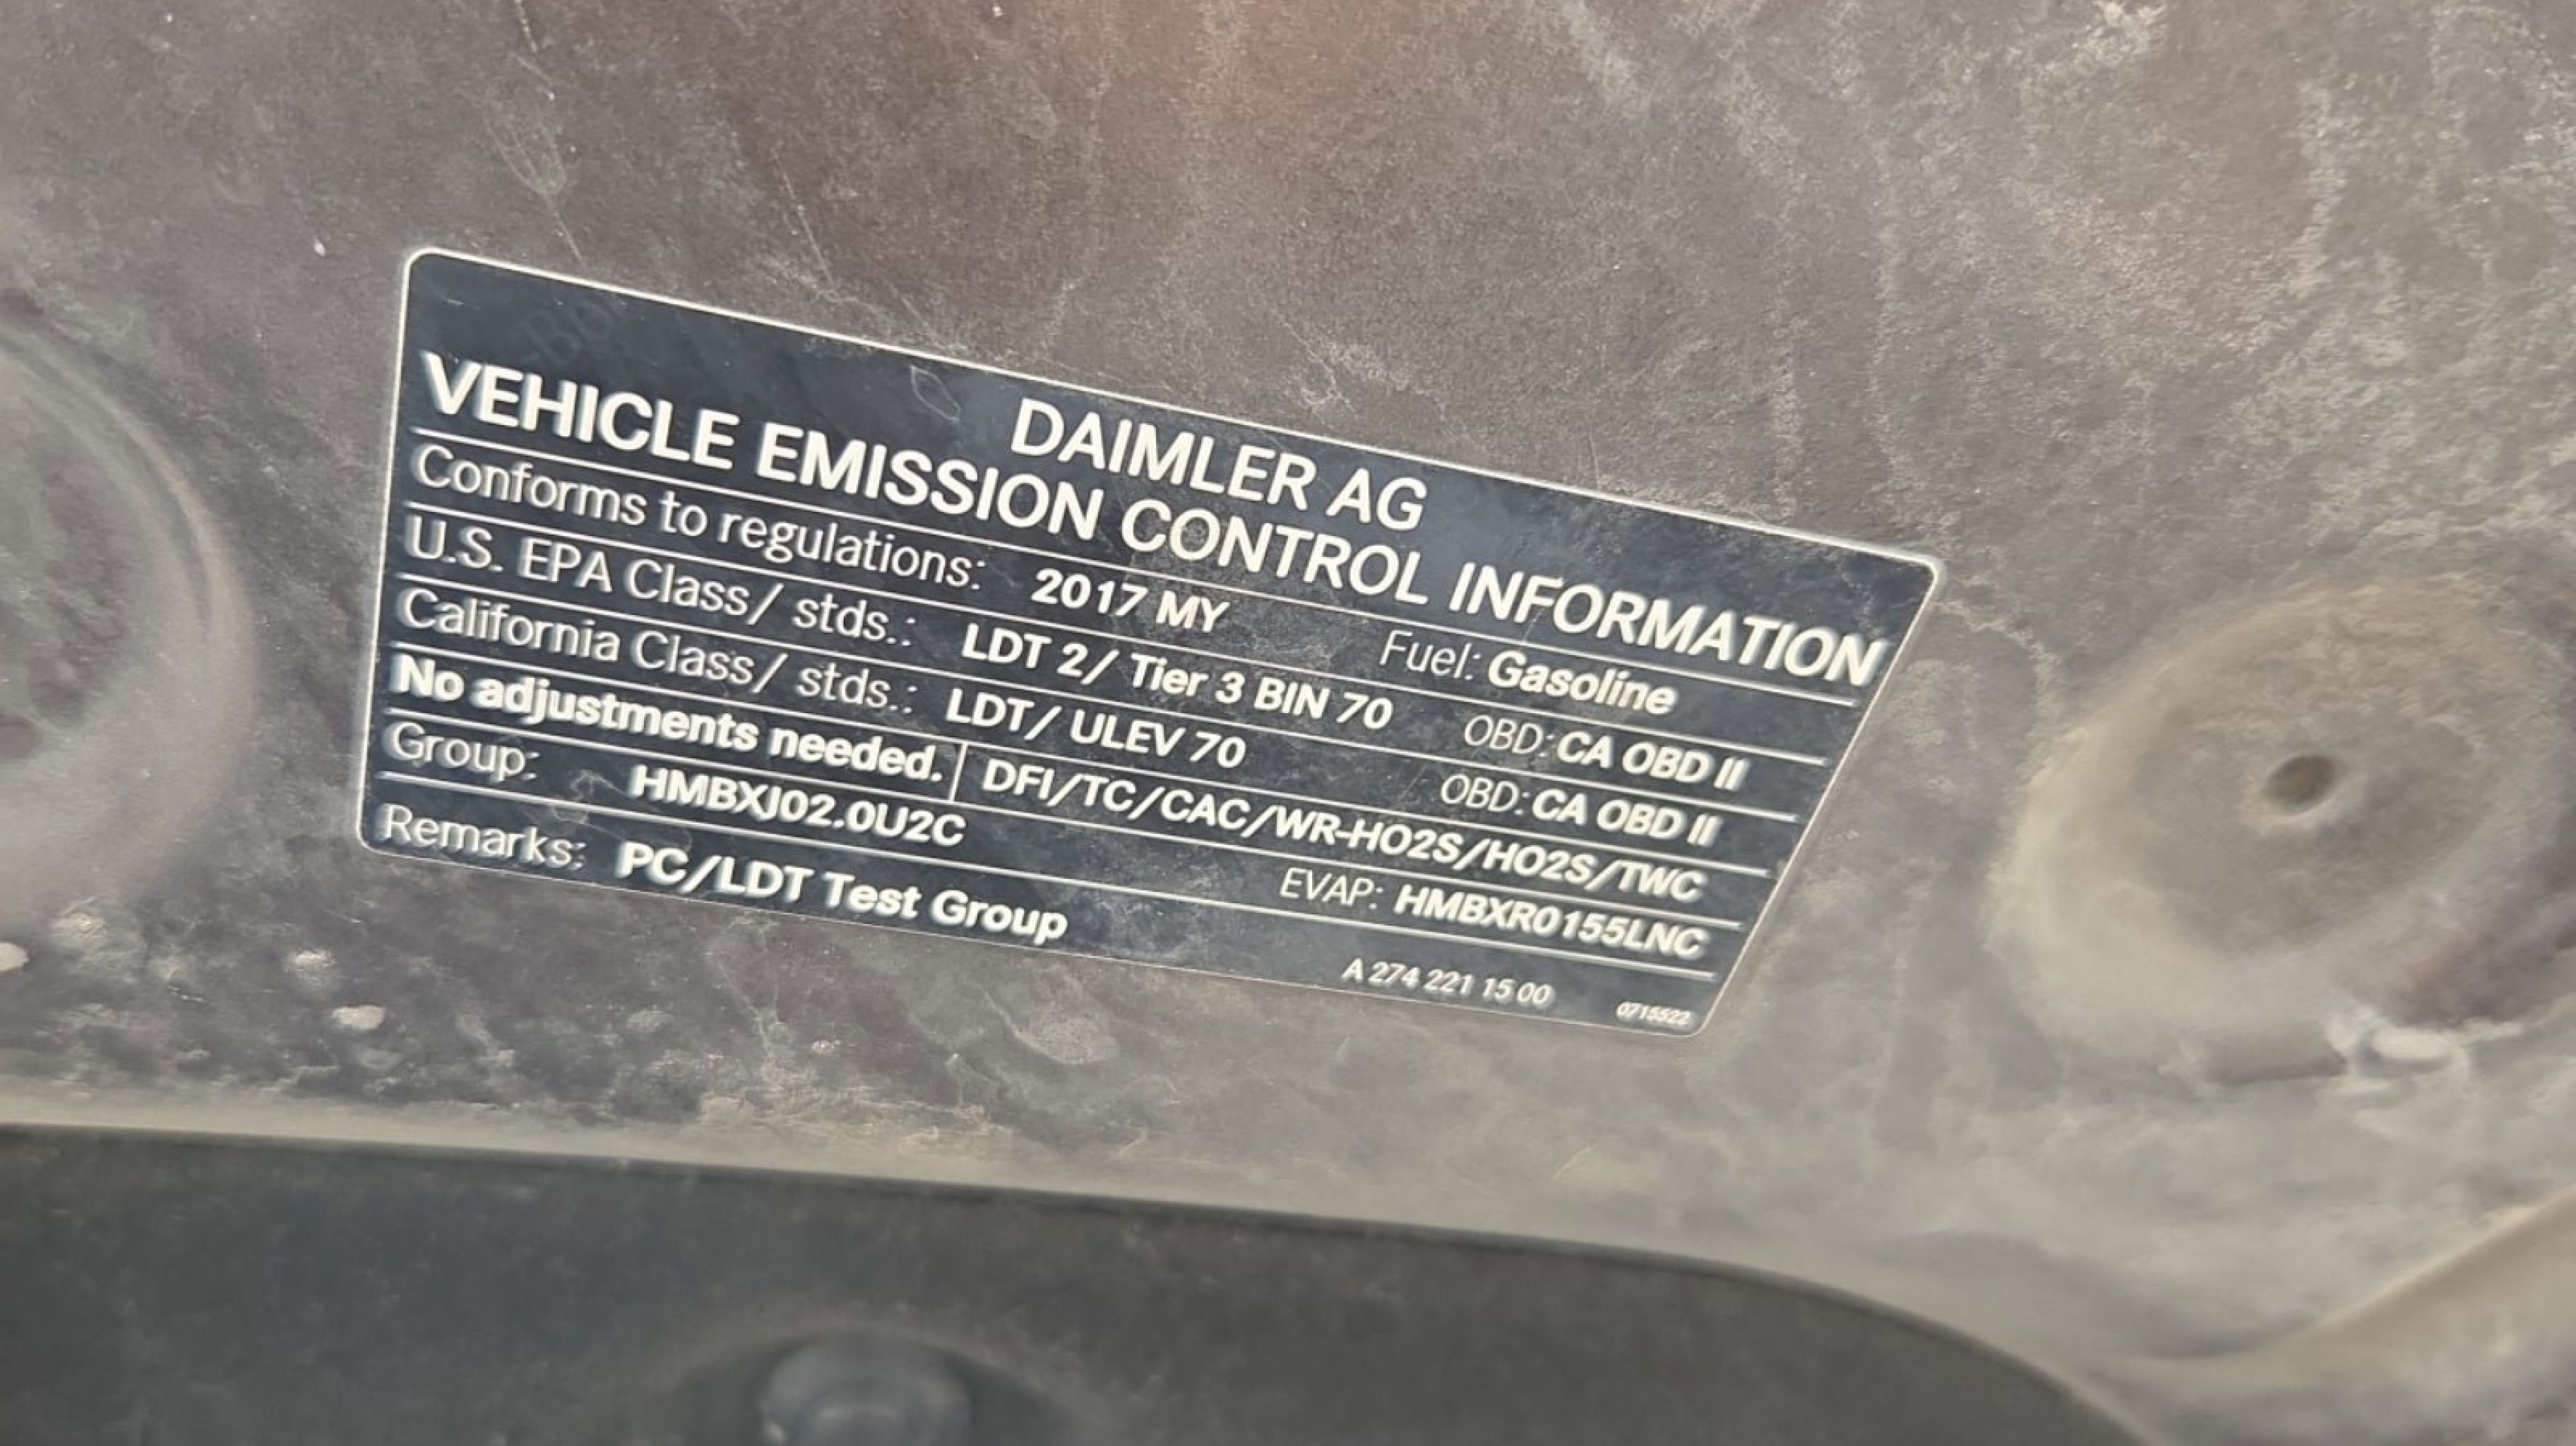 DAIMLER AG
VEHICLE EMISSION CONTROL INFORMATION
Conforms to regulations: 2017 MY Fuel: Gasoline
U.S. EPA Class/ stds.: LDT 2/ Tier 3 BIN 70 OBD: CA OBD II
California Class/ stds.: LDT/ ULEV 70 OBD: CA OBD II
No adjustments needed. DFI/TC/CAC/WR-HO2S/HO2S/TWC
Group: HMBXJ02.0U2C EVAP: HMBXR0155LNC
Remarks: PC/LDT Test Group
A 274 221 15 00 0715522